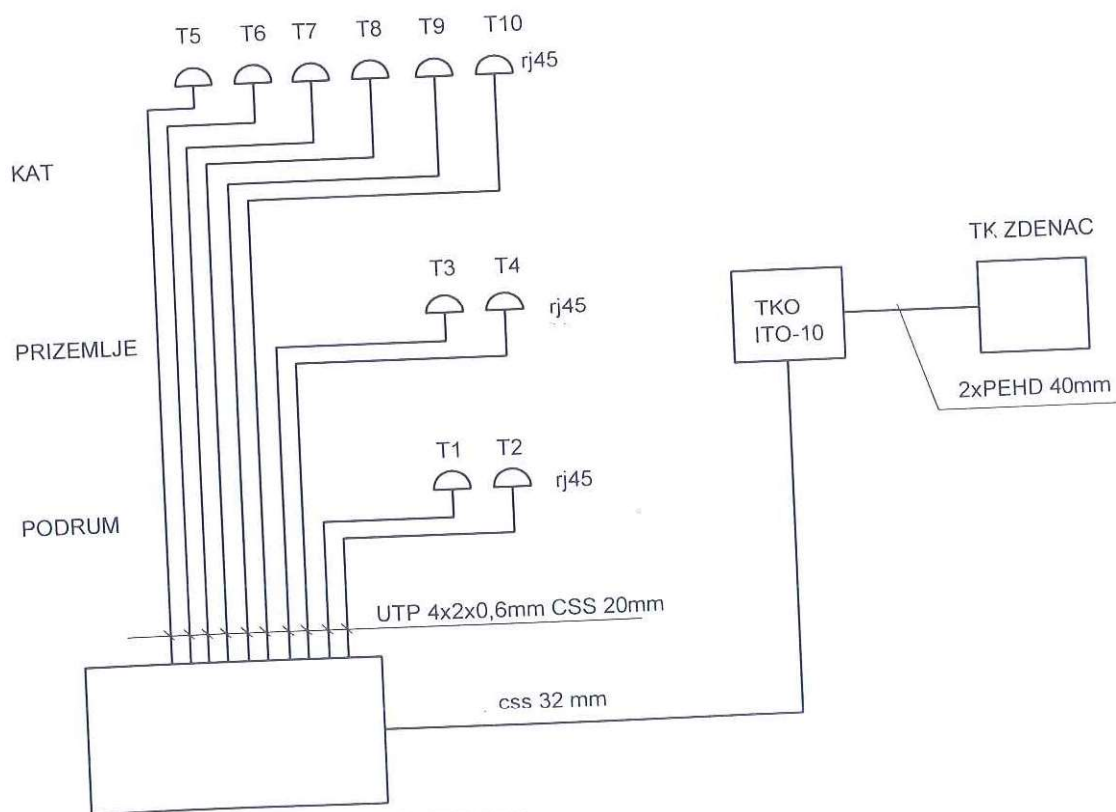 T5 T6 T7 T8 T9 T10
rj45
KAT
TK ZDENAC
T3 T4
rj45
TKO
ITO-10
PRIZEMLJE
2xPEHD 40mm
T1 T2
rj45
PODRUM
UTP 4x2x0,6mm CSS 20mm
css 32 mm